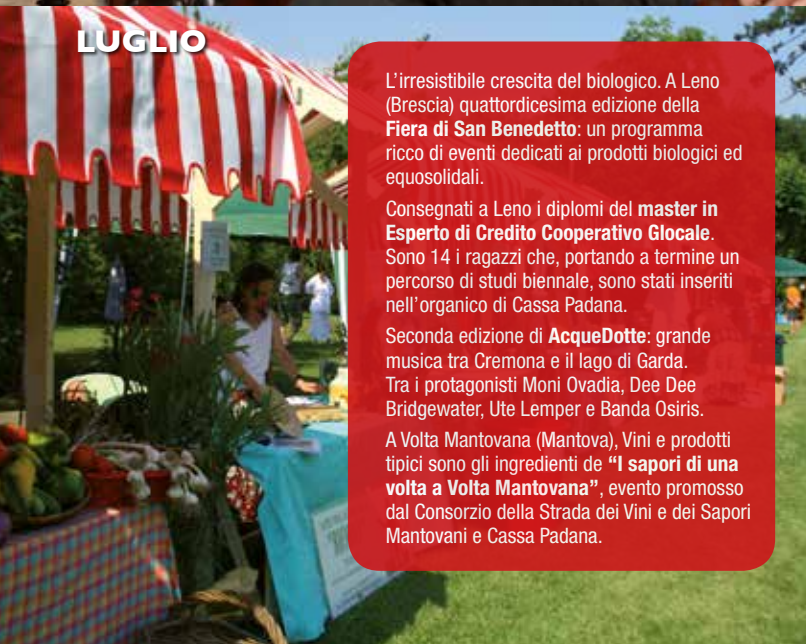 LUGLIO
L'irresistibile crescita del biologico. A Leno
(Brescia) quattordicesima edizione della
Fiera di San Benedetto: un programma
ricco di eventi dedicati ai prodotti biologici ed
equosolidali.
Consegnati a Leno i diplomi del master in
Esperto di Credito Cooperativo Glocale.
Sono 14 i ragazzi che, portando a termine un
percorso di studi biennale, sono stati inseriti
nell'organico di Cassa Padana.
Seconda edizione di AcqueDotte: grande
musica tra Cremona e il lago di Garda.
Tra i protagonisti Moni Ovadia, Dee Dee
Bridgewater, Ute Lemper e Banda Osiris.
A Volta Mantovana (Mantova), Vini e prodotti
tipici sono gli ingredienti de “I sapori di una
volta a Volta Mantovana”, evento promosso
dal Consorzio della Strada dei Vini e dei Sapori
Mantovani e Cassa Padana.